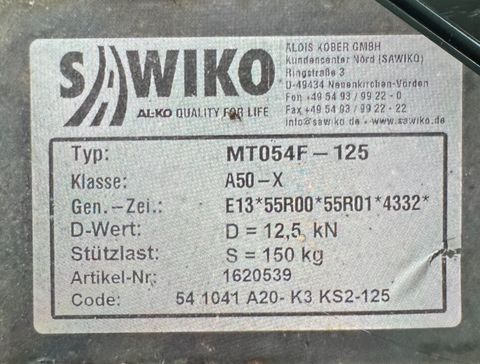 SAWIKO
AL-KO QUALITY FOR LIFE
ALOIS KOBER GMBH
Kundencenter Nord (SAWIKO)
Ringstraße 3
D-49434 Neuenkirchen-Vörden
Fon +49 54 93 / 99 22 - 0
Fax +49 54 93 / 99 22 - 22
info@sawiko.de - www.sawiko.de
Typ: MT054F-125
Klasse: A50-X
Gen.-Zei.: E13*55R00*55R01*4332*
D-Wert: D = 12,5 kN
Stützlast: S = 150 kg
Artikel-Nr.: 1620539
Code: 54 1041 A20- K3 KS2-125